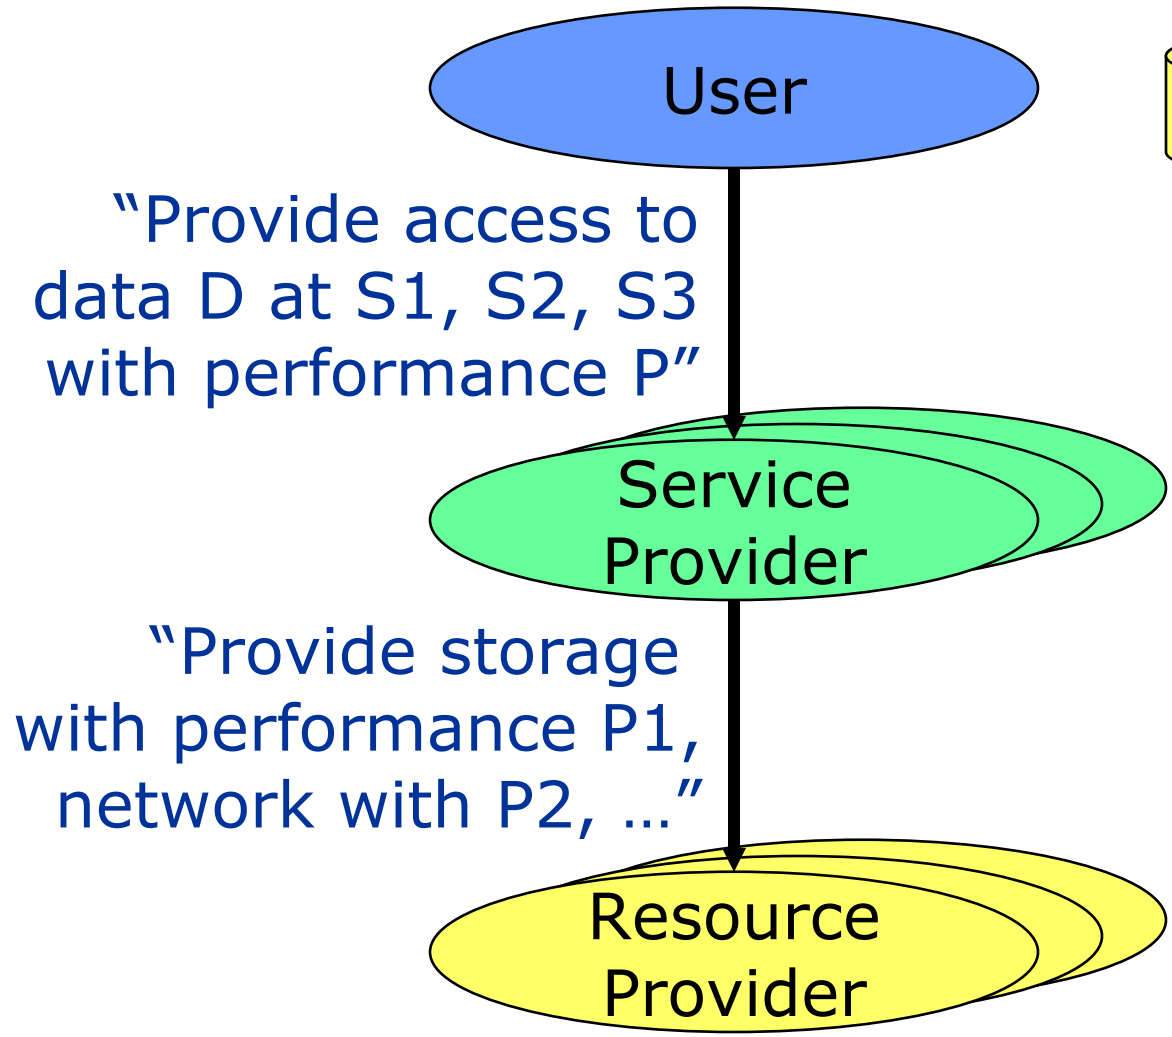 User
“Provide access to
data D at S1, S2, S3
with performance P”
Service
Provider
“Provide storage
with performance P1,
network with P2, …”
Resource
Provider